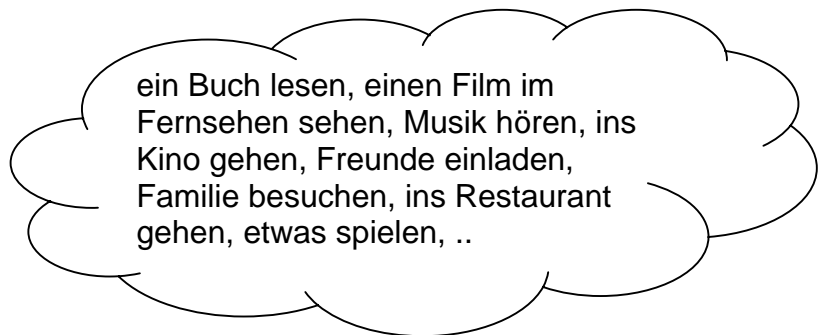 ein Buch lesen, einen Film im
Fernsehen sehen, Musik hören, ins
Kino gehen, Freunde einladen,
Familie besuchen, ins Restaurant
gehen, etwas spielen, ..